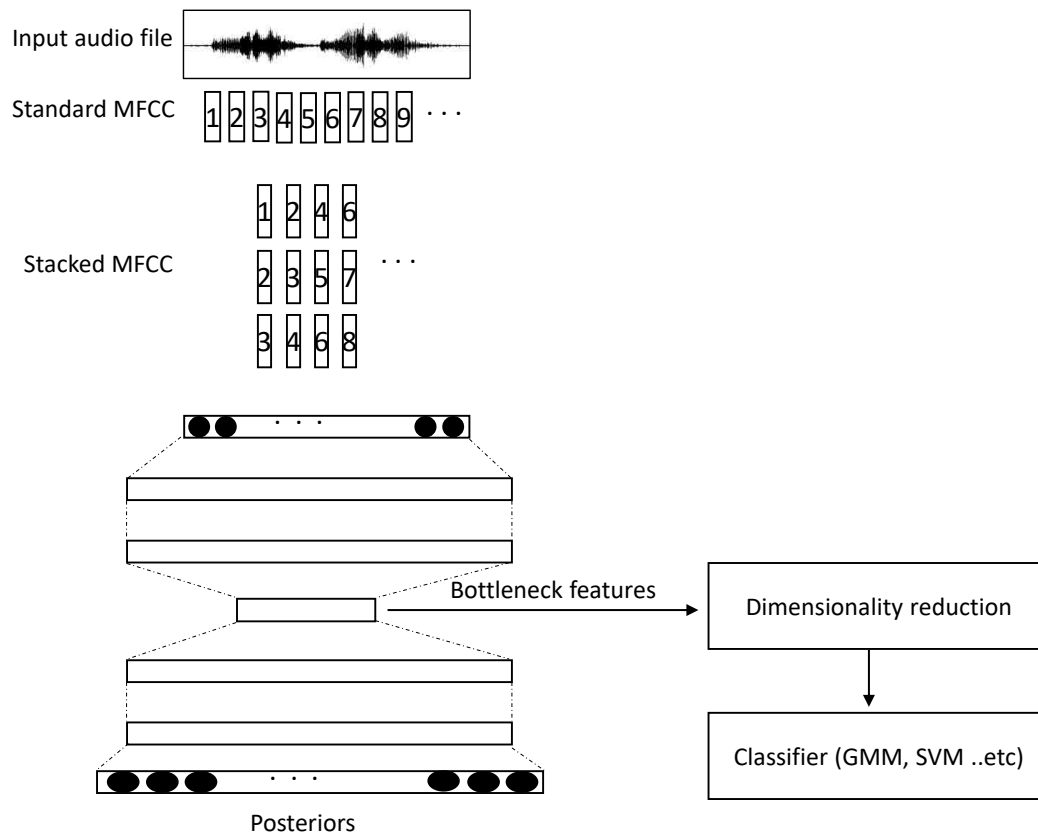 Input audio file
Standard MFCC 1 2 3 4 5 6 7 8 9 . . .
1 2 4 6
Stacked MFCC 2 3 5 7 . . .
3 4 6 8
. . .
Bottleneck features
Dimensionality reduction
Classifier (GMM, SVM ..etc)
. . .
Posteriors